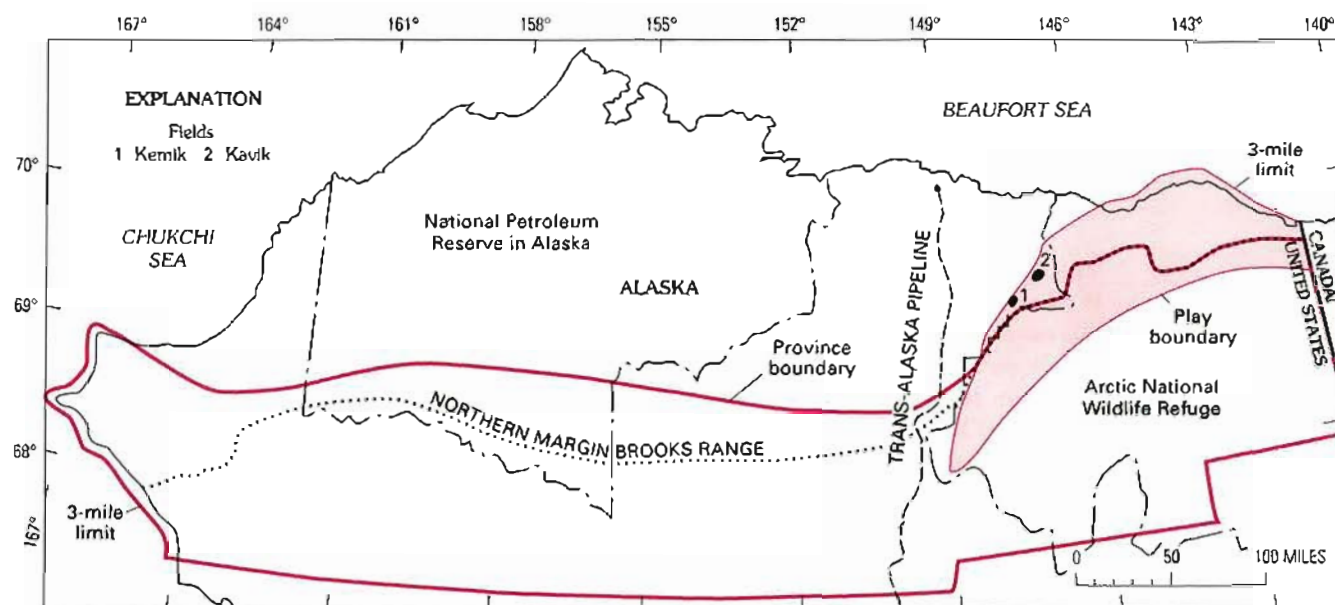 167° 164° 161° 158° 155° 152° 149° 146° 143° 140°
EXPLANATION
Fields
1 Kemik 2 Kavik
BEAUFORT SEA
3-mile
limit
70°
CHUKCHI
SEA
National Petroleum
Reserve in Alaska
ALASKA
TRANS-ALASKA PIPELINE
2
1
CANADA
UNITED STATES
69°
Play
boundary
Province
boundary
Arctic National
Wildlife Refuge
NORTHERN MARGIN BROOKS RANGE
68°
3-mile
limit
167°
0 50 100 MILES